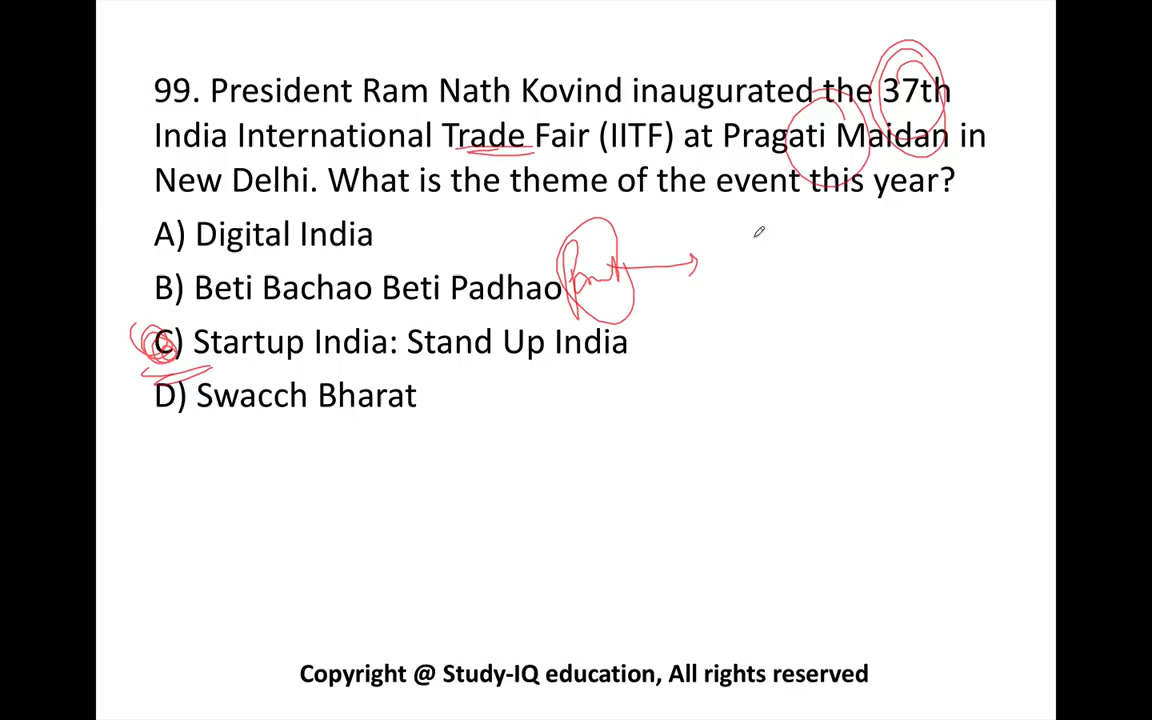 99. President Ram Nath Kovind inaugurated the 37th
India International Trade Fair (IITF) at Pragati Maidan in
New Delhi. What is the theme of the event this year?
A) Digital India
B) Beti Bachao Beti Padhao
C) Startup India: Stand Up India
D) Swacch Bharat
Copyright @ Study-IQ education, All rights reserved